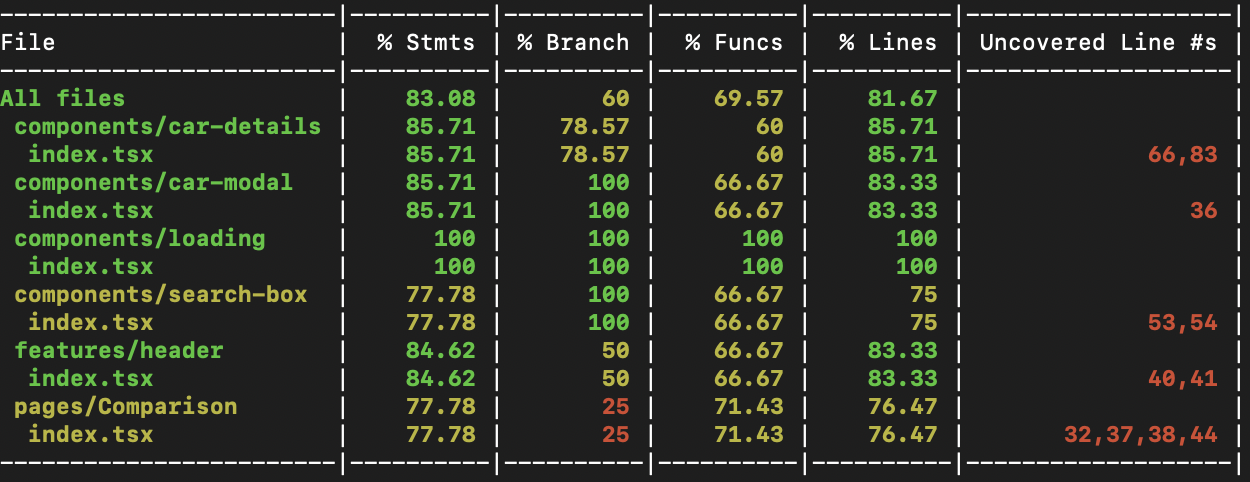 File | % Stmts | % Branch | % Funcs | % Lines | Uncovered Line #s |
All files | 83.08 | 60 | 69.57 | 81.67 | |
components/car-details | 85.71 | 78.57 | 60 | 85.71 | |
index.tsx | 85.71 | 78.57 | 60 | 85.71 | 66,83 |
components/car-modal | 85.71 | 100 | 66.67 | 83.33 | |
index.tsx | 85.71 | 100 | 66.67 | 83.33 | 36 |
components/loading | 100 | 100 | 100 | 100 | |
index.tsx | 100 | 100 | 100 | 100 | |
components/search-box | 77.78 | 100 | 66.67 | 75 | |
index.tsx | 77.78 | 100 | 66.67 | 75 | 53,54 |
features/header | 84.62 | 50 | 66.67 | 83.33 | |
index.tsx | 84.62 | 50 | 66.67 | 83.33 | 40,41 |
pages/Comparison | 77.78 | 25 | 71.43 | 76.47 | |
index.tsx | 77.78 | 25 | 71.43 | 76.47 | 32,37,38,44 |